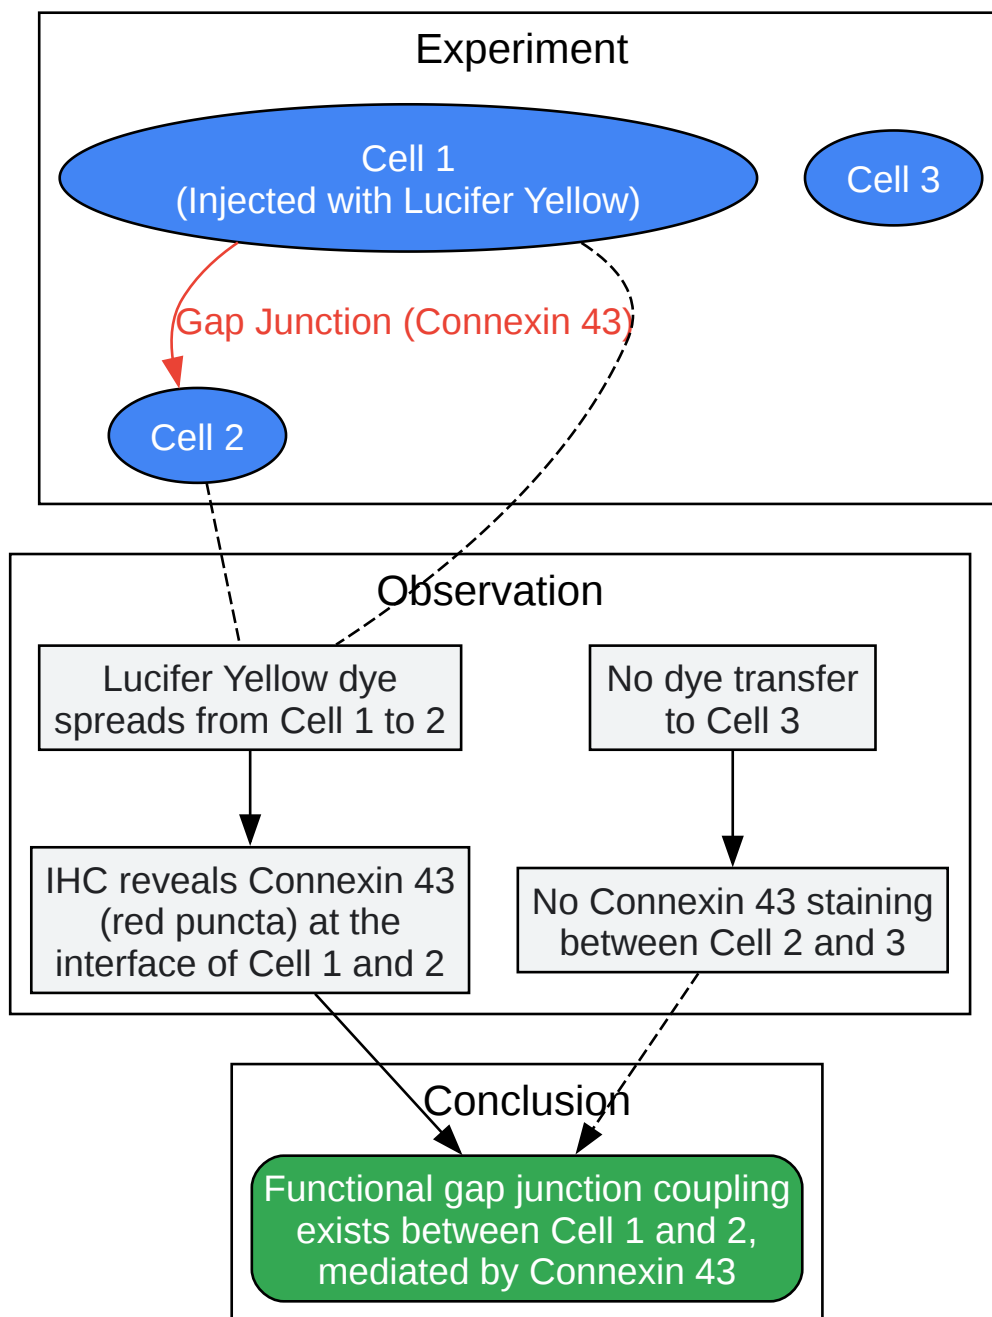 Experiment
Cell 1
(Injected with Lucifer Yellow)
Cell 3
Gap Junction (Connexin 43)
Cell 2
Observation
Lucifer Yellow dye
spreads from Cell 1 to 2
No dye transfer
to Cell 3
IHC reveals Connexin 43
(red puncta) at the
interface of Cell 1 and 2
No Connexin 43 staining
between Cell 2 and 3
Conclusion
Functional gap junction coupling
exists between Cell 1 and 2,
mediated by Connexin 43